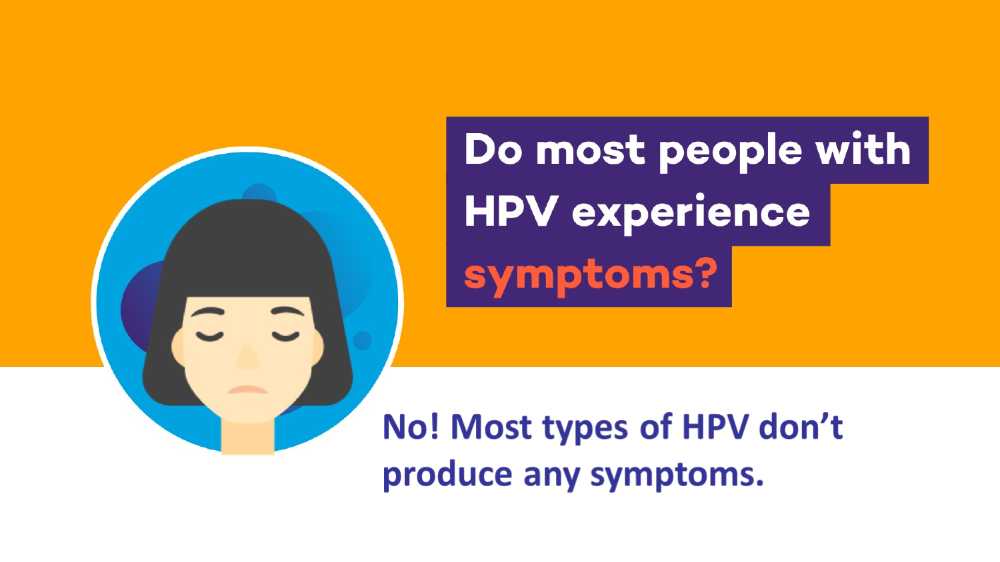 Do most people with
HPV experience
symptoms?
No! Most types of HPV don’t
produce any symptoms.